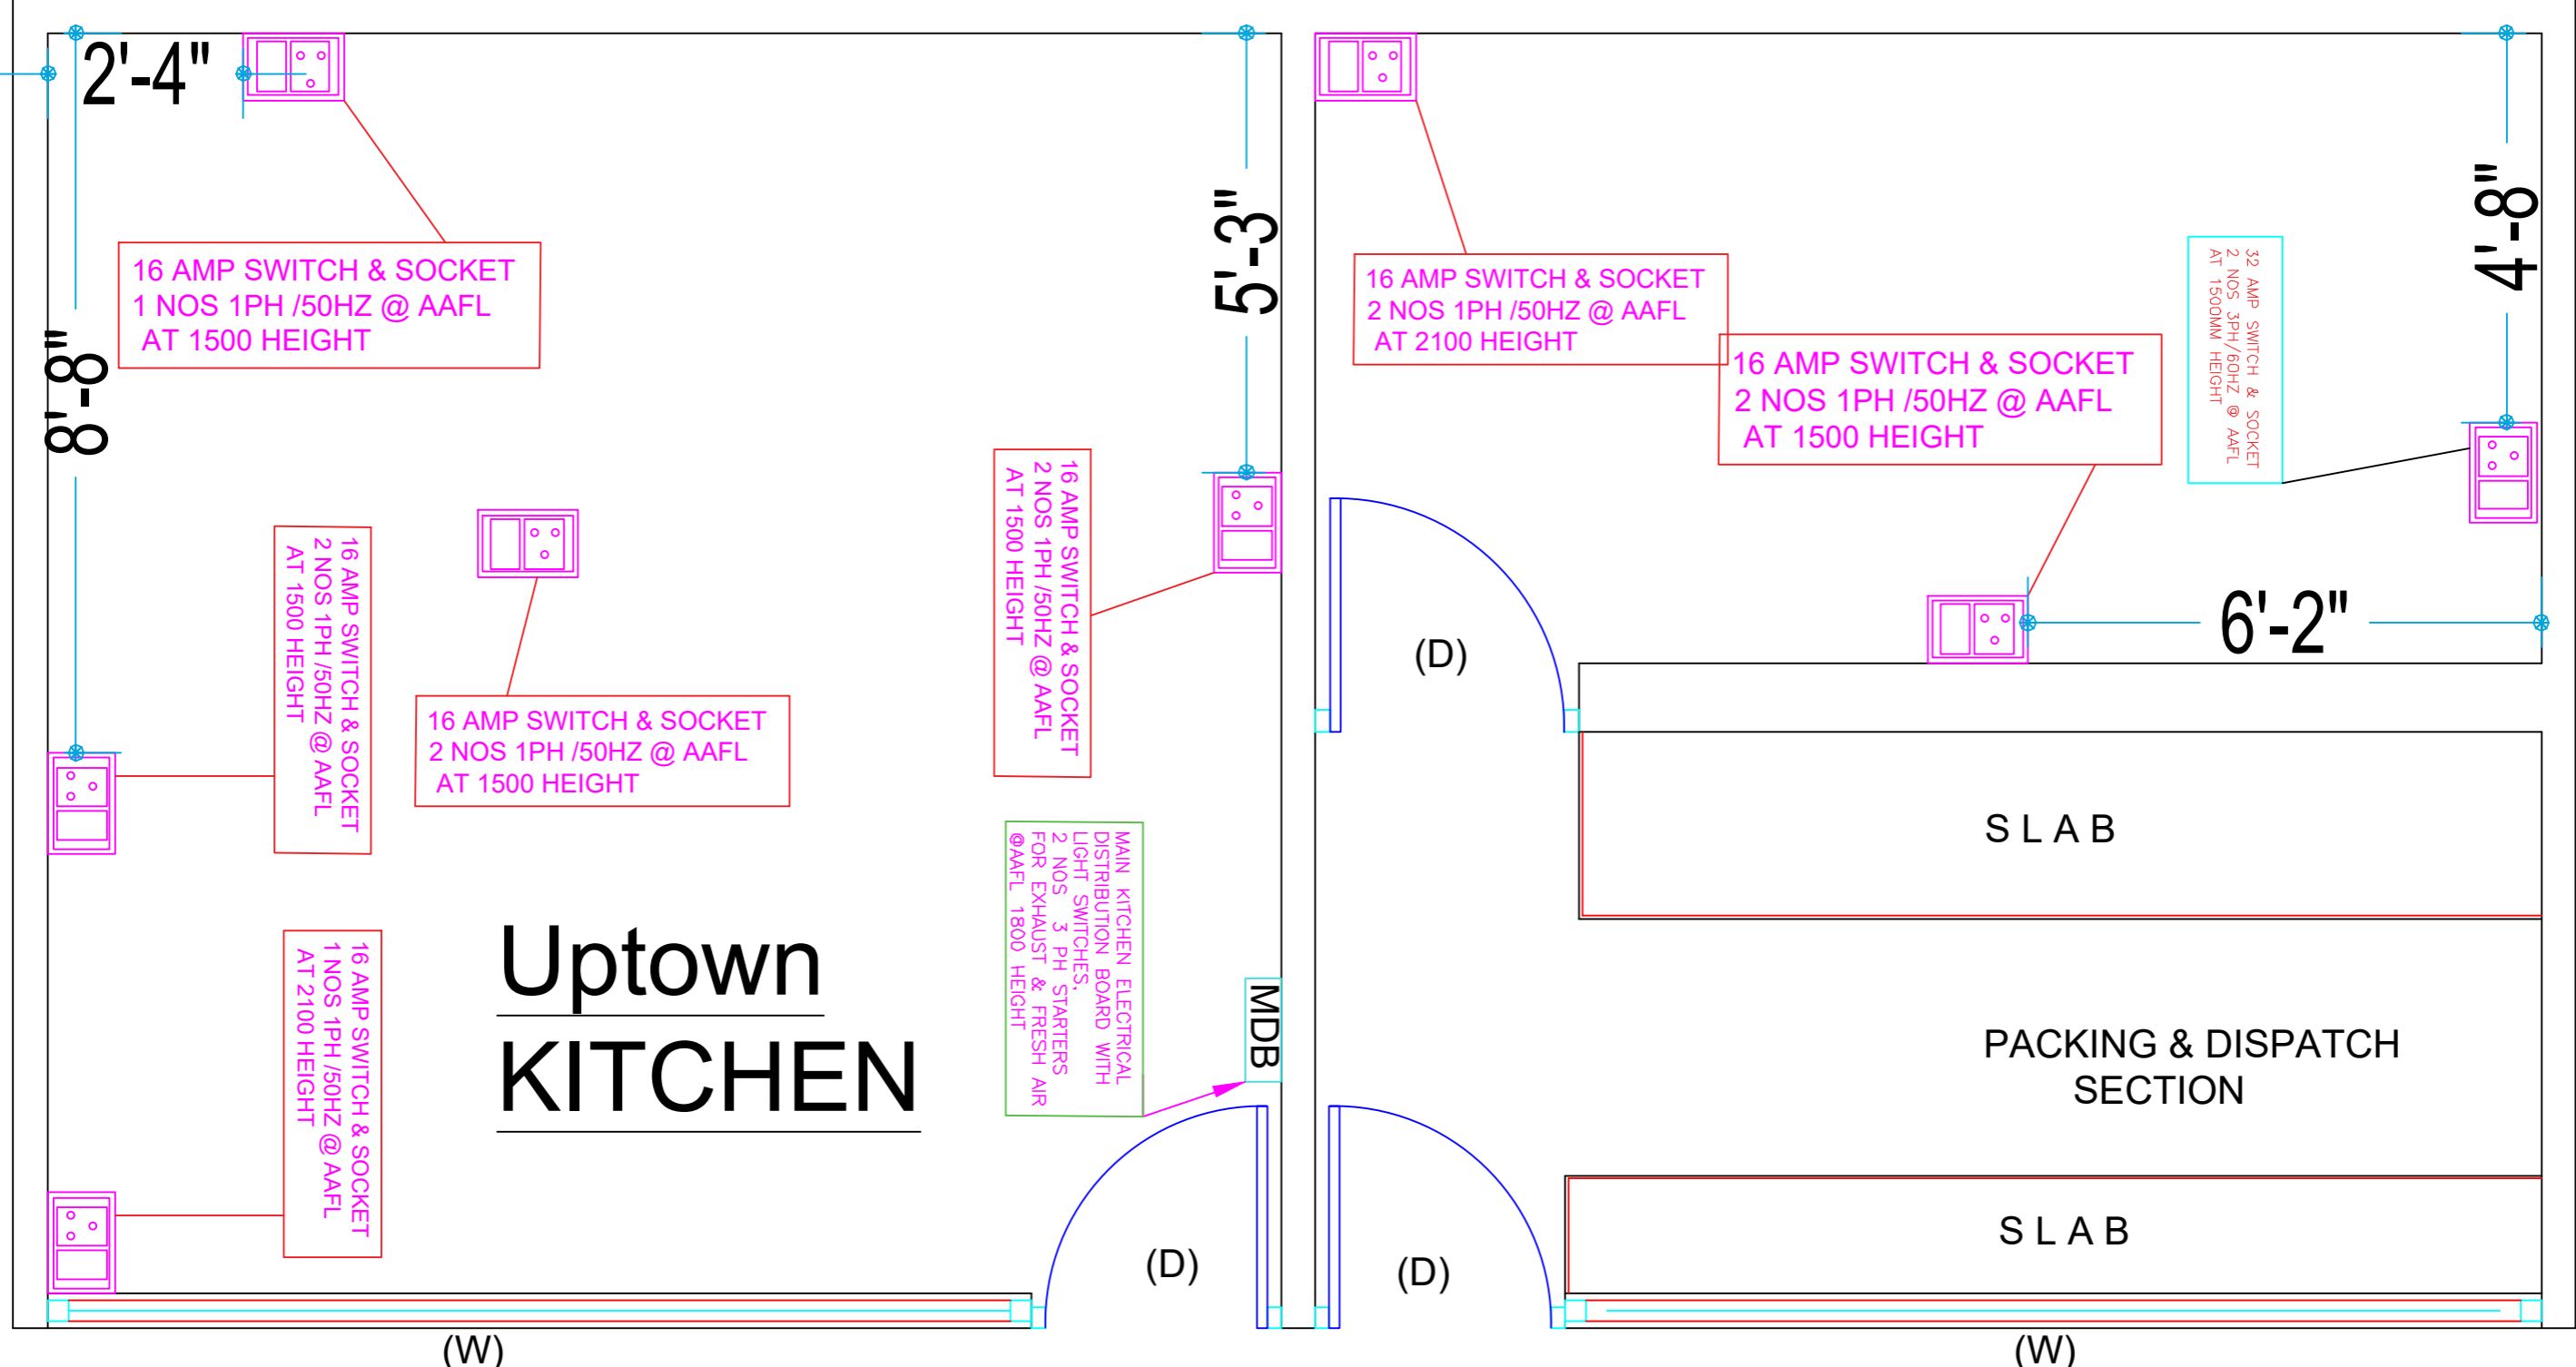 2'-4"
8'-8"
16 AMP SWITCH & SOCKET
1 NOS 1PH /50HZ @ AAFL
AT 1500 HEIGHT
5'-3"
16 AMP SWITCH & SOCKET
2 NOS 1PH /50HZ @ AAFL
AT 2100 HEIGHT
16 AMP SWITCH & SOCKET
2 NOS 1PH /50HZ @ AAFL
AT 1500 HEIGHT
32 AMP SWITCH & SOCKET
2 NOS 3PH/60HZ @ AAFL
AT 1500MM HEIGHT
4'-8"
16 AMP SWITCH & SOCKET
2 NOS 1PH /50HZ @ AAFL
AT 1500 HEIGHT
16 AMP SWITCH & SOCKET
2 NOS 1PH /50HZ @ AAFL
AT 1500 HEIGHT
16 AMP SWITCH & SOCKET
2 NOS 1PH /50HZ @ AAFL
AT 1500 HEIGHT
(D)
6'-2"
MAIN KITCHEN ELECTRICAL
DISTRIBUTION BOARD WITH
LIGHT SWITCHES,
2 NOS 3 PH STARTERS
FOR EXHAUST & FRESH AIR
@AAFL 1800 HEIGHT
MDB
SLAB
16 AMP SWITCH & SOCKET
1 NOS 1PH /50HZ @ AAFL
AT 2100 HEIGHT
Uptown
KITCHEN
PACKING & DISPATCH
SECTION
SLAB
(D)
(D)
(W)
(W)